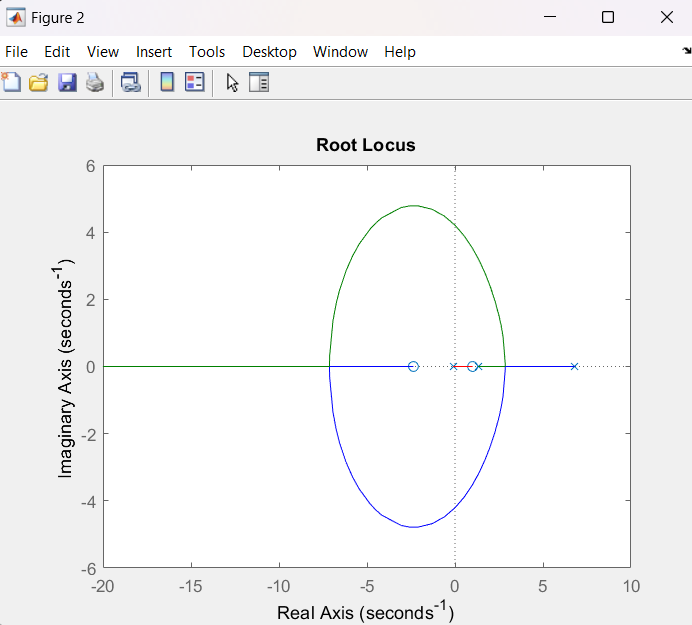 Figure 2
File Edit View Insert Tools Desktop Window Help
Root Locus
6
4
2
0
-2
-4
-6
Imaginary Axis (seconds⁻¹)
-20 -15 -10 -5 0 5 10
Real Axis (seconds⁻¹)